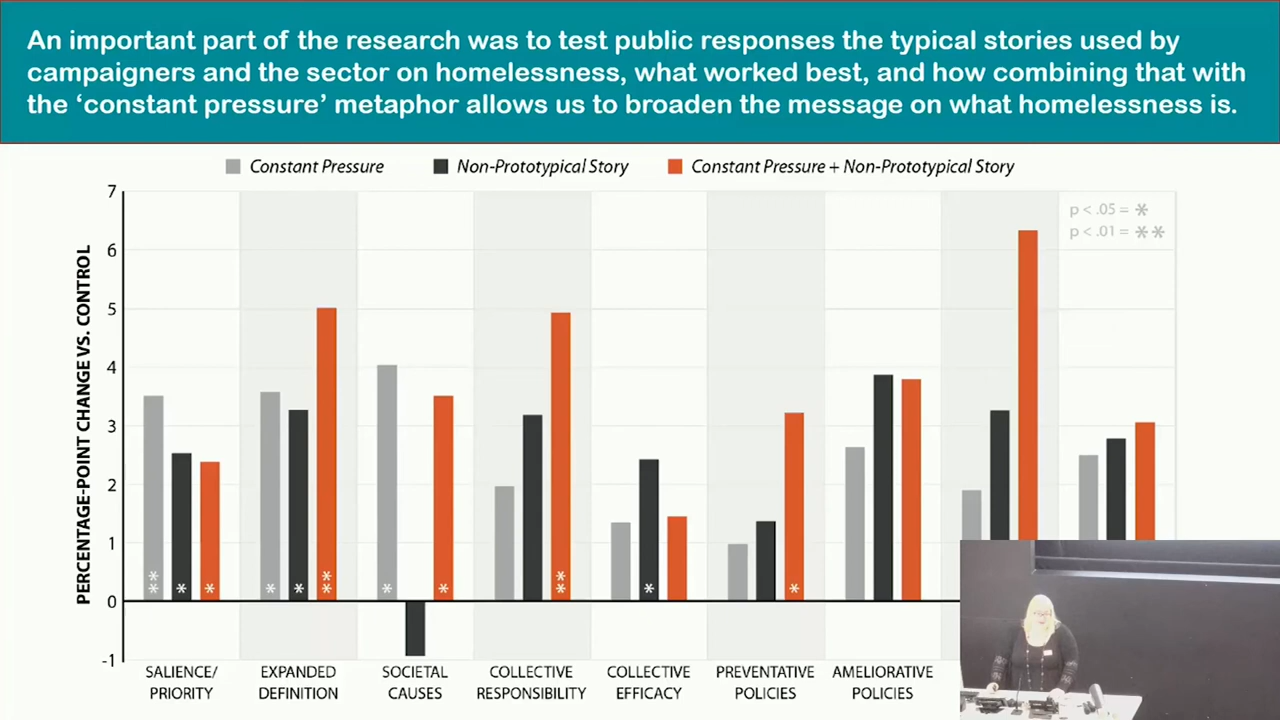 An important part of the research was to test public responses the typical stories used by
campaigners and the sector on homelessness, what worked best, and how combining that with
the ‘constant pressure’ metaphor allows us to broaden the message on what homelessness is.
Constant Pressure
Non-Prototypical Story
Constant Pressure + Non-Prototypical Story
p < .05 = *
p < .01 = **
PERCENTAGE-POINT CHANGE VS. CONTROL
7
6
5
4
3
2
1
0
-1
** * *
* * **
* *
**
*
*
SALIENCE/
PRIORITY
EXPANDED
DEFINITION
SOCIETAL
CAUSES
COLLECTIVE
RESPONSIBILITY
COLLECTIVE
EFFICACY
PREVENTATIVE
POLICIES
AMELIORATIVE
POLICIES